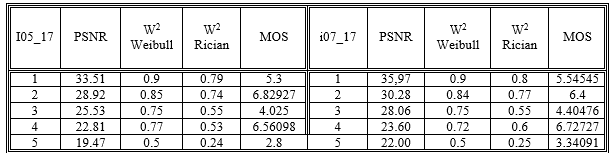 I05_17 PSNR W² Weibull W² Rician MOS i07_17 PSNR W² Weibull W² Rician MOS
1 33.51 0.9 0.79 5.3 1 35,97 0.9 0.8 5.54545
2 28.92 0.85 0.74 6.82927 2 30.28 0.84 0.77 6.4
3 25.53 0.75 0.55 4.025 3 28.06 0.75 0.55 4.40476
4 22.81 0.77 0.53 6.56098 4 23.60 0.72 0.6 6.72727
5 19.47 0.5 0.24 2.8 5 22.00 0.5 0.25 3.34091